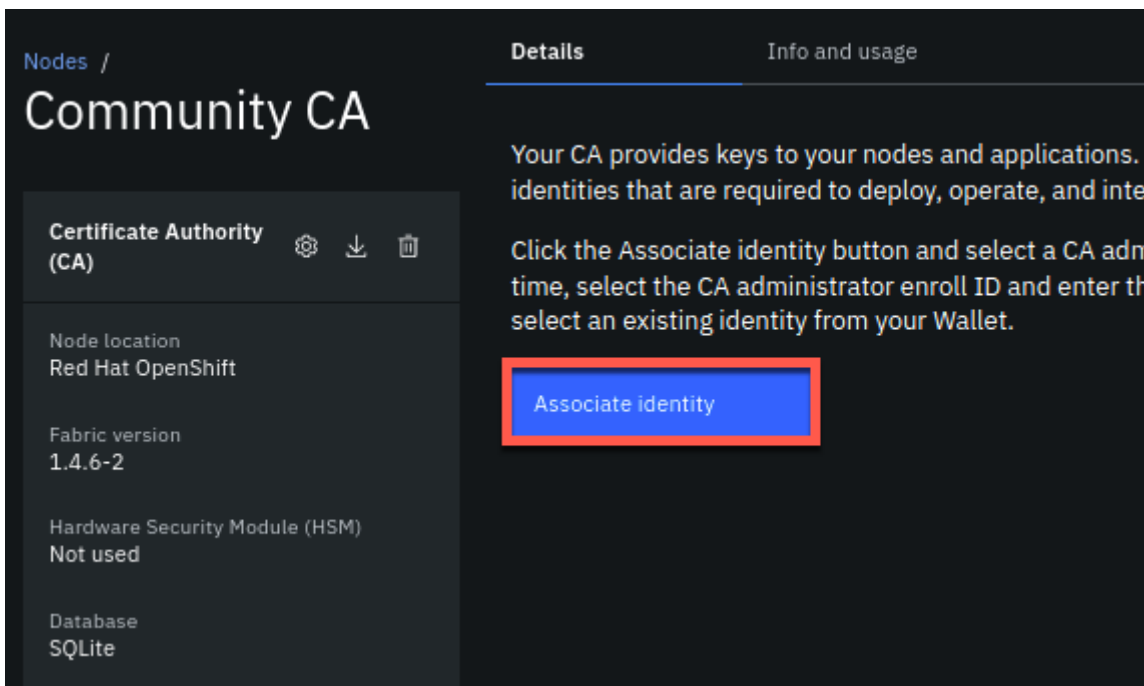 Nodes /
Community CA
Certificate Authority
(CA)
Node location
Red Hat OpenShift
Fabric version
1.4.6-2
Hardware Security Module (HSM)
Not used
Database
SQLite
Details
Info and usage
Your CA provides keys to your nodes and applications.
identities that are required to deploy, operate, and inte
Click the Associate identity button and select a CA adm
time, select the CA administrator enroll ID and enter th
select an existing identity from your Wallet.
Associate identity